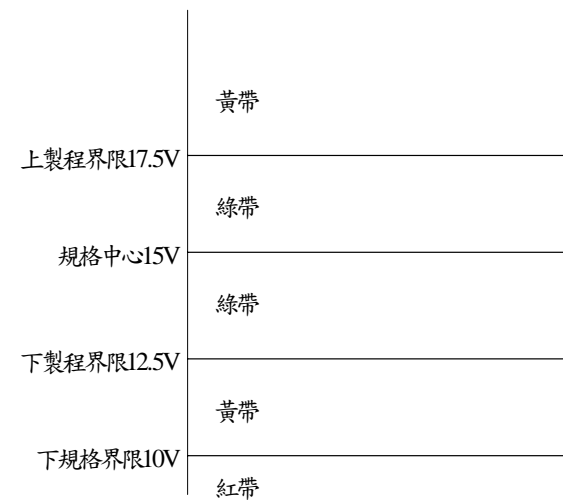 黃帶
上製程界限17.5V
綠帶
規格中心15V
綠帶
下製程界限12.5V
黃帶
下規格界限10V
紅帶